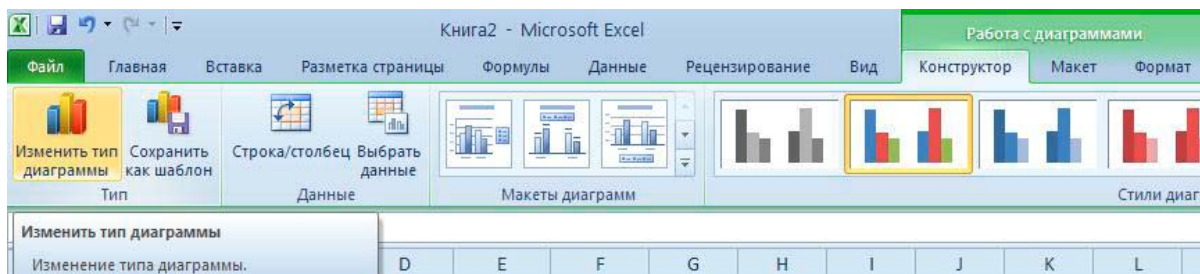 Книга2 - Microsoft Excel
Работа с диаграммами
Файл Главная Вставка Разметка страницы Формулы Данные Рецензирование Вид Конструктор Макет Формат
Изменить тип диаграммы
Сохранить как шаблон
Строка/столбец
Выбрать данные
Тип Данные Макеты диаграмм Стили диаг
Изменить тип диаграммы
Изменение типа диаграммы.
D E F G H I J K L